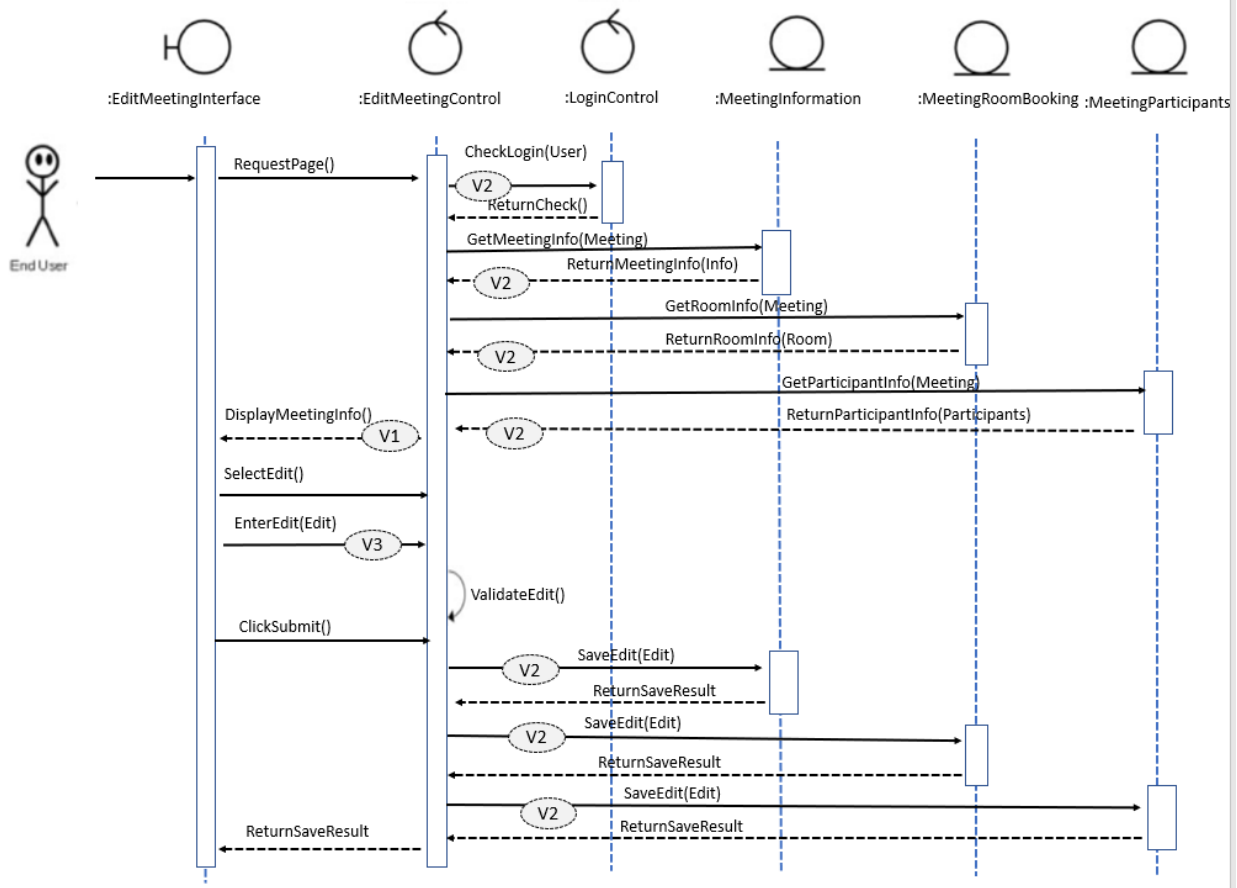 :EditMeetingInterface
:EditMeetingControl
:LoginControl
:MeetingInformation
:MeetingRoomBooking
:MeetingParticipants
End User
RequestPage()
CheckLogin(User)
V2
ReturnCheck()
GetMeetingInfo(Meeting)
ReturnMeetingInfo(Info)
V2
GetRoomInfo(Meeting)
ReturnRoomInfo(Room)
V2
GetParticipantInfo(Meeting)
ReturnParticipantInfo(Participants)
V2
DisplayMeetingInfo()
V1
SelectEdit()
EnterEdit(Edit)
V3
ValidateEdit()
ClickSubmit()
SaveEdit(Edit)
V2
ReturnSaveResult
SaveEdit(Edit)
V2
ReturnSaveResult
SaveEdit(Edit)
V2
ReturnSaveResult
ReturnSaveResult